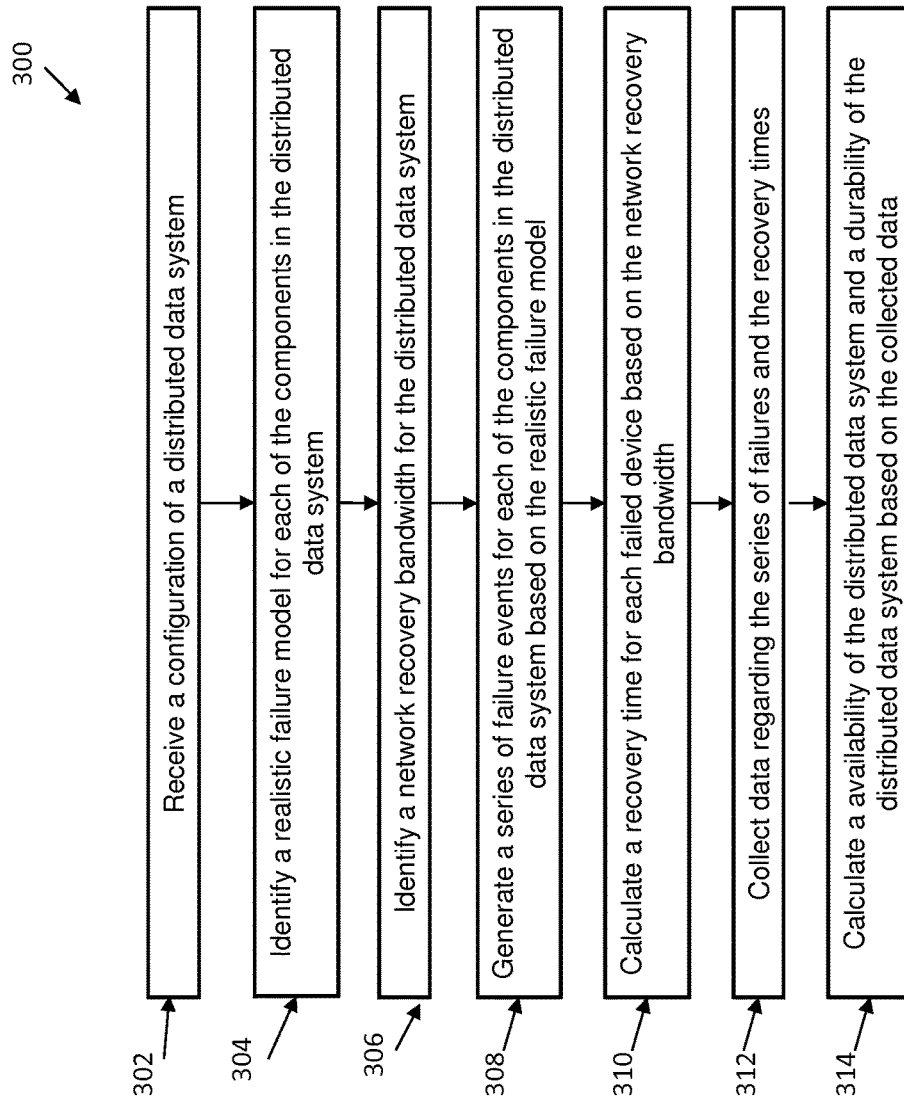 300
302
Receive a configuration of a distributed data system
304
Identify a realistic failure model for each of the components in the distributed
data system
306
Identify a network recovery bandwidth for the distributed data system
308
Generate a series of failure events for each of the components in the distributed
data system based on the realistic failure model
310
Calculate a recovery time for each failed device based on the network recovery
bandwidth
312
Collect data regarding the series of failures and the recovery times
314
Calculate a availability of the distributed data system and a durability of the
distributed data system based on the collected data